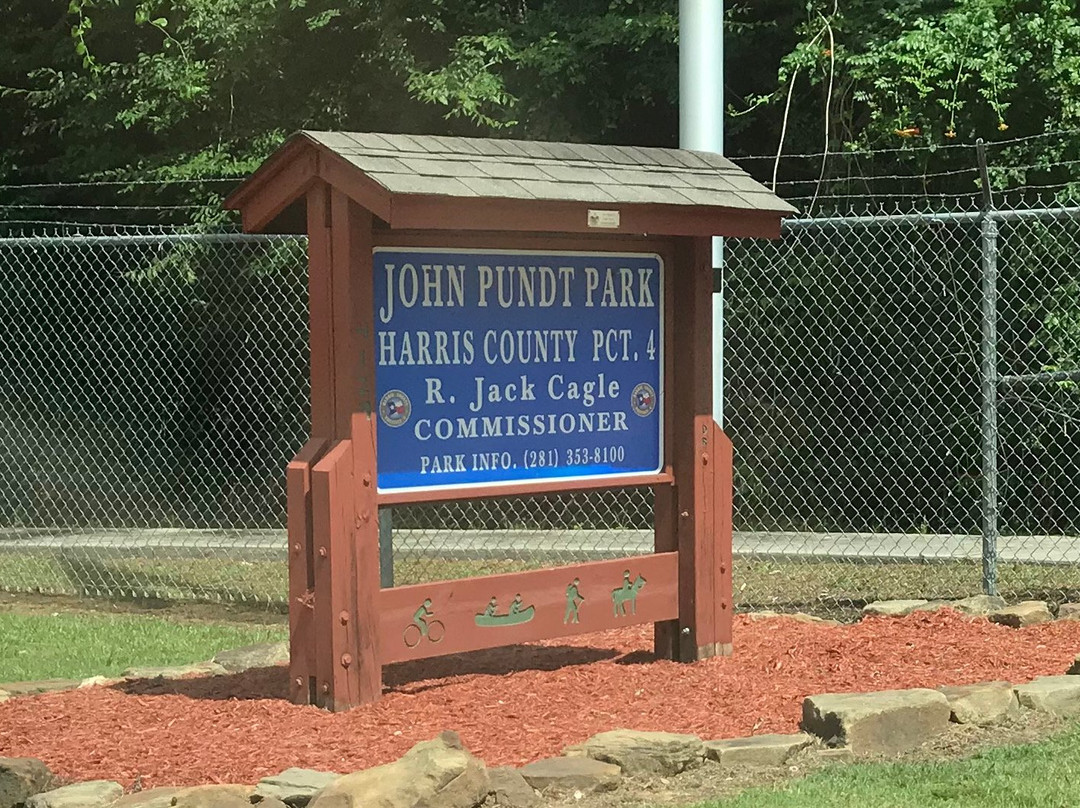 JOHN PUNDT PARK
HARRIS COUNTY PCT. 4
R. Jack Cagle
COMMISSIONER
PARK INFO. (281) 353-8100